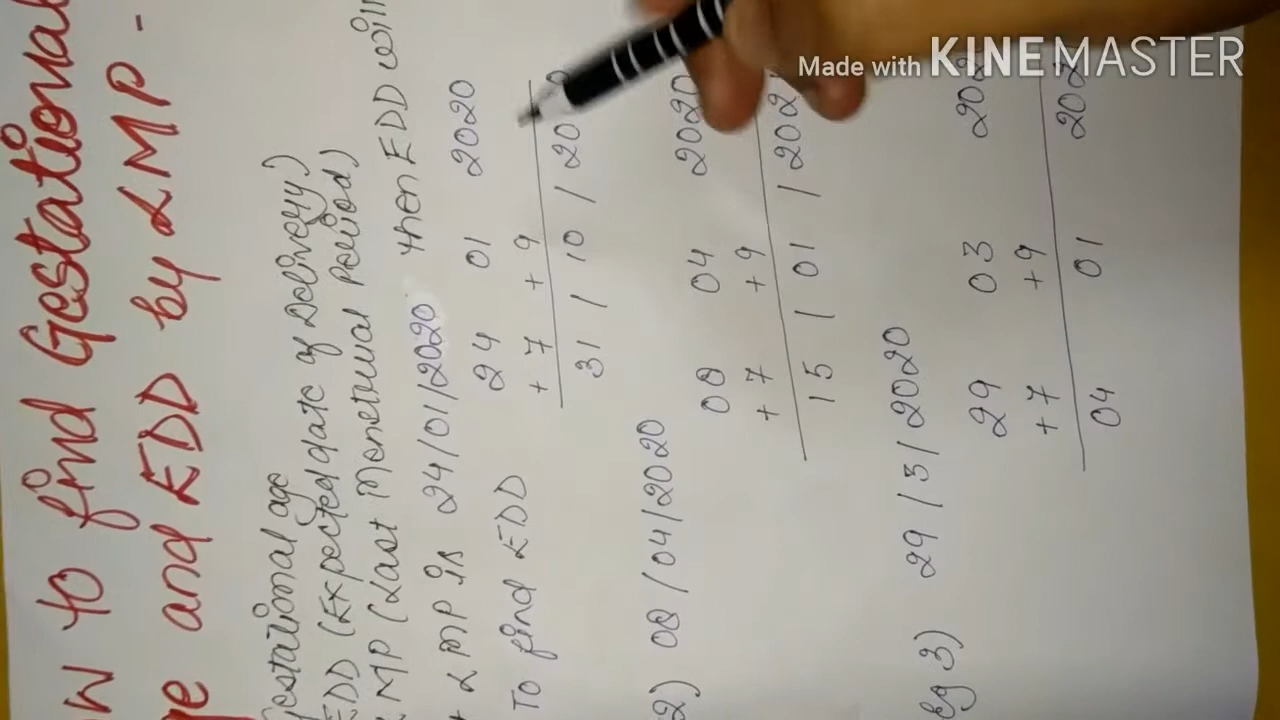 to find Gestational
and EDD by LMP -
Gestational age
EDD (Expected date of Delivery)
LMP (Last Menstrual Period)
LMP is 24/01/2020 then EDD
24 01 2020
To find EDD + 7 + 9
31 / 10 /
2) 08/04/2020
08 04 2020
+ 7 + 9
15 / 01 /
Eg 3) 29/3/2020
29 03
+ 7 + 9
04 01
Made with KINEMASTER